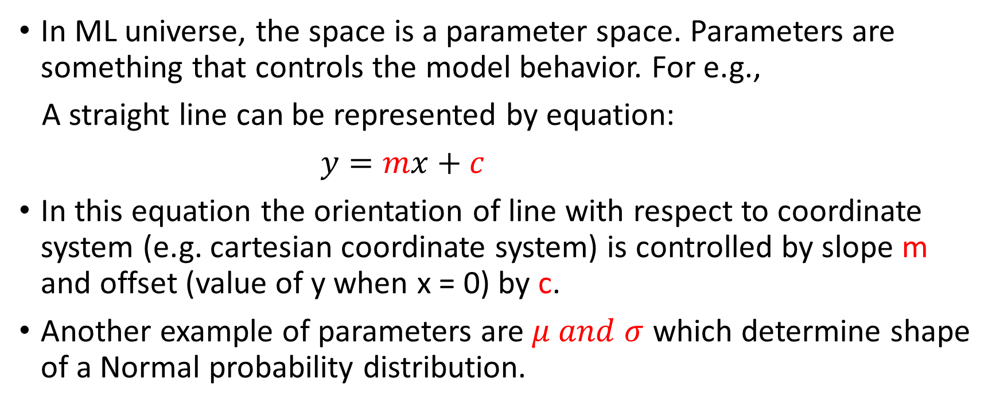 • In ML universe, the space is a parameter space. Parameters are
something that controls the model behavior. For e.g.,
A straight line can be represented by equation:
y = mx + c
• In this equation the orientation of line with respect to coordinate
system (e.g. cartesian coordinate system) is controlled by slope m
and offset (value of y when x = 0) by c.
• Another example of parameters are μ and σ which determine shape
of a Normal probability distribution.